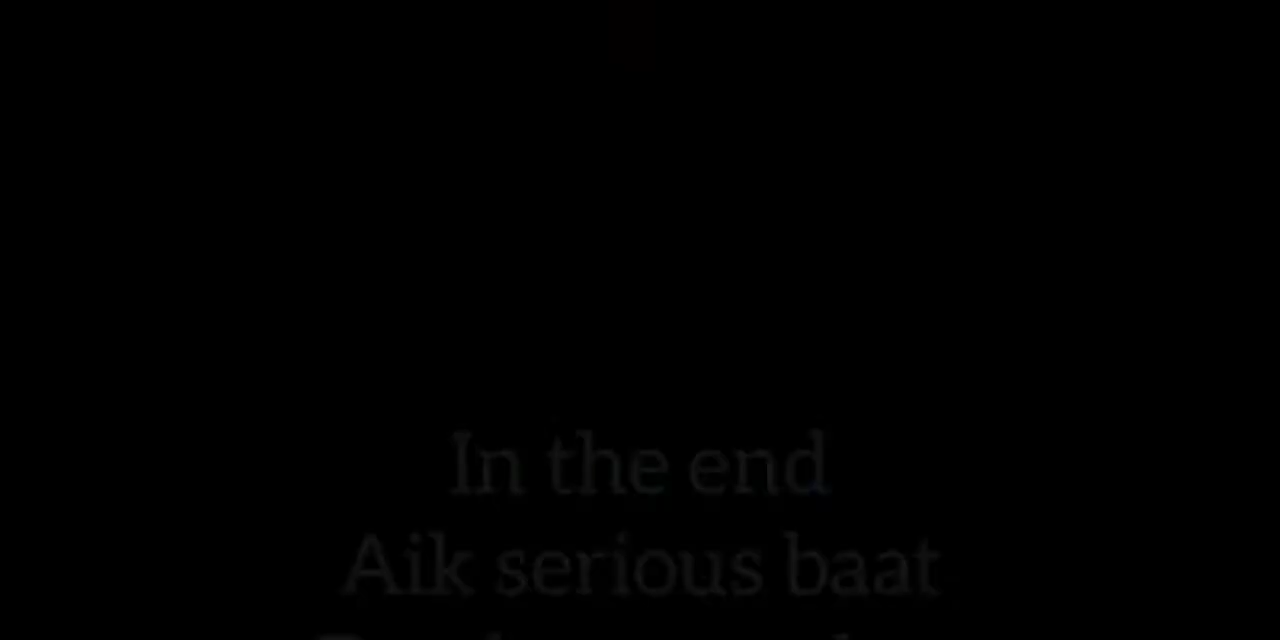 In the end
Aik serious baat